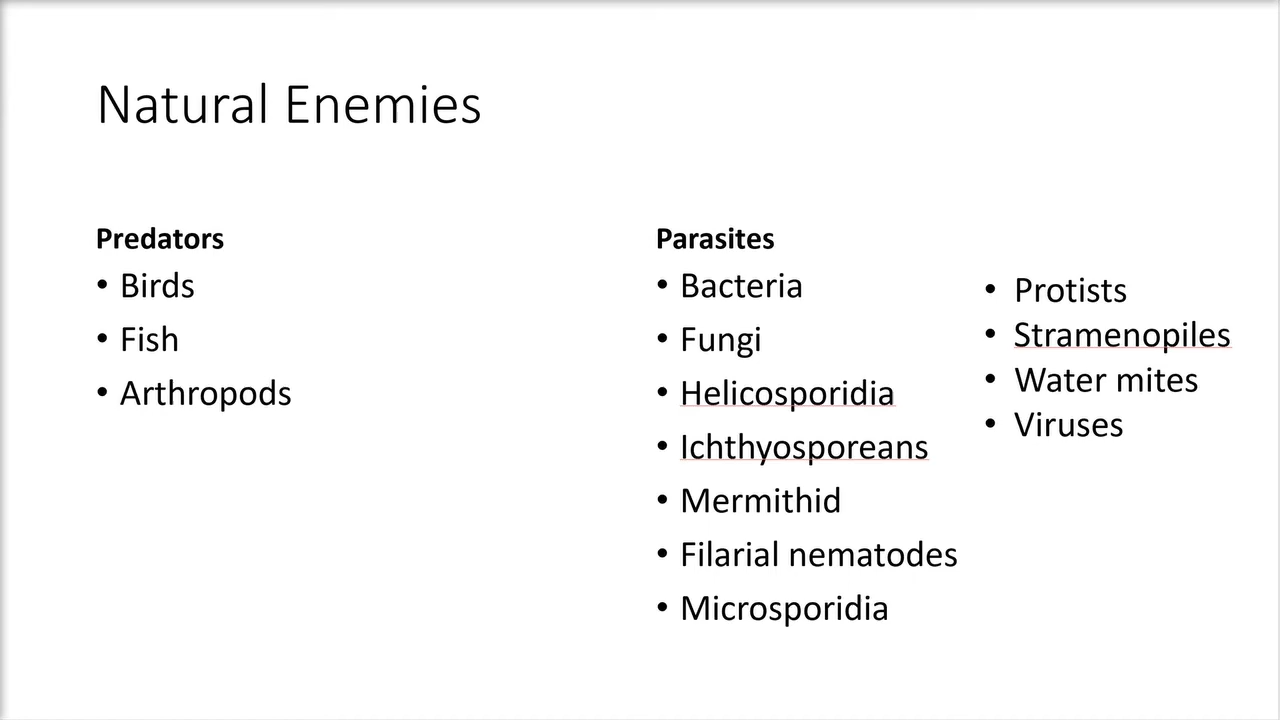 Natural Enemies
Predators
• Birds
• Fish
• Arthropods
Parasites
• Bacteria
• Fungi
• Helicosporidia
• Ichthyosporeans
• Mermithid
• Filarial nematodes
• Microsporidia
• Protists
• Stramenopiles
• Water mites
• Viruses